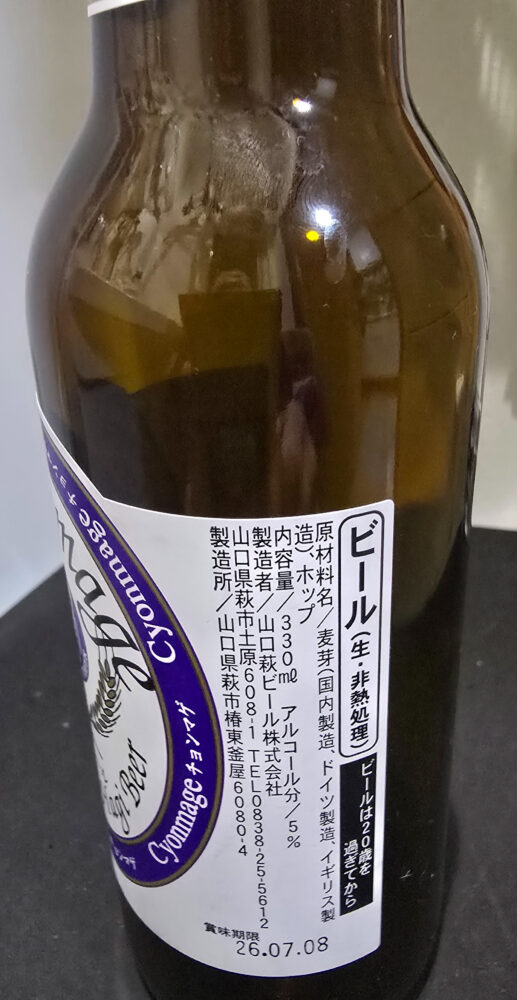 ビール(生・非熱処理)
ビールは20歳を
過ぎてから
原材料名/麦芽(国内製造、ドイツ製造、イギリス製
造)、ホップ
内容量/330㎖ アルコール分/5%
製造者/山口萩ビール株式会社
山口県萩市土原608-1 TEL0838-25-5612
製造所/山口県萩市椿東釜屋6080-4
賞味期限
26.07.08
Cyonmage チョンマゲ
Cyonmage チョンマゲ
Beer